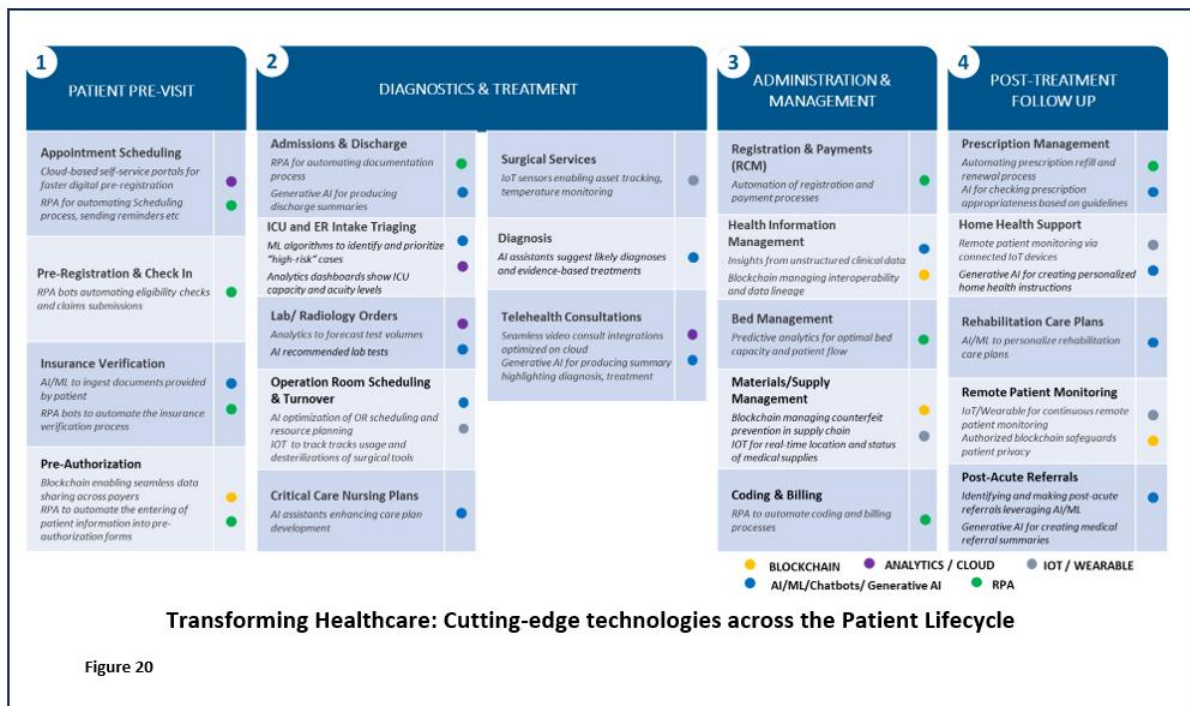 1
PATIENT PRE-VISIT
Appointment Scheduling
Cloud-based self-service portals for
faster digital pre-registration
RPA for automating Scheduling
process, sending reminders etc
Pre-Registration & Check In
RPA bots automating eligibility checks
and claims submissions
Insurance Verification
AI/ML to ingest documents provided
by patient
RPA bots to automate the insurance
verification process
Pre-Authorization
Blockchain enabling seamless data
sharing across payers
RPA to automate the entering of
patient information into pre-
authorization forms
2
DIAGNOSTICS & TREATMENT
Admissions & Discharge
RPA for automating documentation
process
Generative AI for producing
discharge summaries
ICU and ER Intake Triaging
ML algorithms to identify and prioritize
"high-risk" cases
Analytics dashboards show ICU
capacity and acuity levels
Lab/ Radiology Orders
Analytics to forecast test volumes
AI recommended lab tests
Operation Room Scheduling
& Turnover
AI optimization of OR scheduling and
resource planning
IOT to track tracks usage and
desterilizations of surgical tools
Critical Care Nursing Plans
AI assistants enhancing care plan
development
Surgical Services
IoT sensors enabling asset tracking,
temperature monitoring
Diagnosis
AI assistants suggest likely diagnoses
and evidence-based treatments
Telehealth Consultations
Seamless video consult integrations
optimized on cloud
Generative AI for producing summary
highlighting diagnosis, treatment
3
ADMINISTRATION &
MANAGEMENT
Registration & Payments
(RCM)
Automation of registration and
payment processes
Health Information
Management
Insights from unstructured clinical data
Blockchain managing interoperability
and data lineage
Bed Management
Predictive analytics for optimal bed
capacity and patient flow
Materials/Supply
Management
Blockchain managing counterfeit
prevention in supply chain
IOT for real-time location and status
of medical supplies
Coding & Billing
RPA to automate coding and billing
processes
4
POST-TREATMENT
FOLLOW UP
Prescription Management
Automating prescription refill and
renewal process
AI for checking prescription
appropriateness based on guidelines
Home Health Support
Remote patient monitoring via
connected IoT devices
Generative AI for creating personalized
home health instructions
Rehabilitation Care Plans
AI/ML to personalize rehabilitation
care plans
Remote Patient Monitoring
IoT/Wearable for continuous remote
patient monitoring
Authorized blockchain safeguards
patient privacy
Post-Acute Referrals
Identifying and making post-acute
referrals leveraging AI/ML
Generative AI for creating medical
referral summaries
BLOCKCHAIN
ANALYTICS / CLOUD
IOT / WEARABLE
AI/ML/Chatbots/ Generative AI
RPA
Transforming Healthcare: Cutting-edge technologies across the Patient Lifecycle
Figure 20